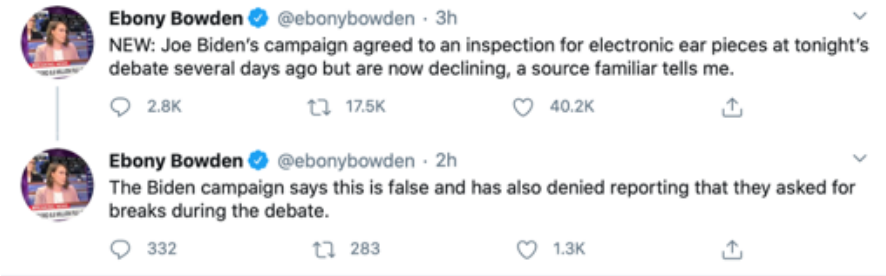 Ebony Bowden @ebonybowden · 3h
NEW: Joe Biden's campaign agreed to an inspection for electronic ear pieces at tonight's
debate several days ago but are now declining, a source familiar tells me.
2.8K 17.5K 40.2K
Ebony Bowden @ebonybowden · 2h
The Biden campaign says this is false and has also denied reporting that they asked for
breaks during the debate.
332 283 1.3K